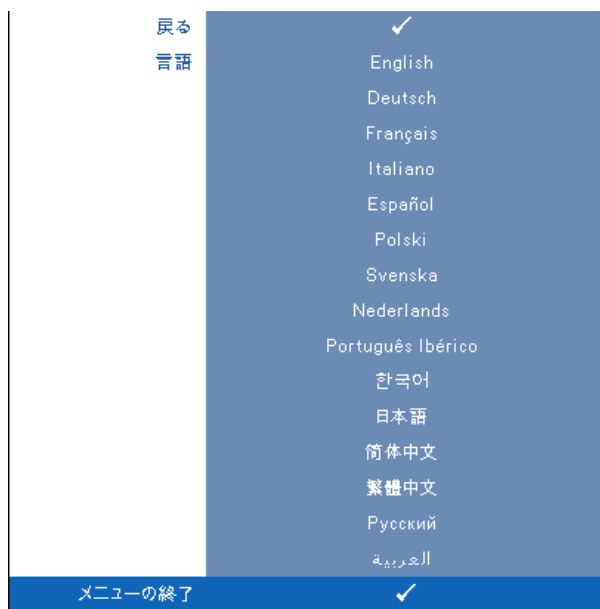 戻る ✓
言語 English
Deutsch
Français
Italiano
Español
Polski
Svenska
Nederlands
Português Ibérico
한국어
日本語
简体中文
繁體中文
Русский
العربية
メニューの終了 ✓